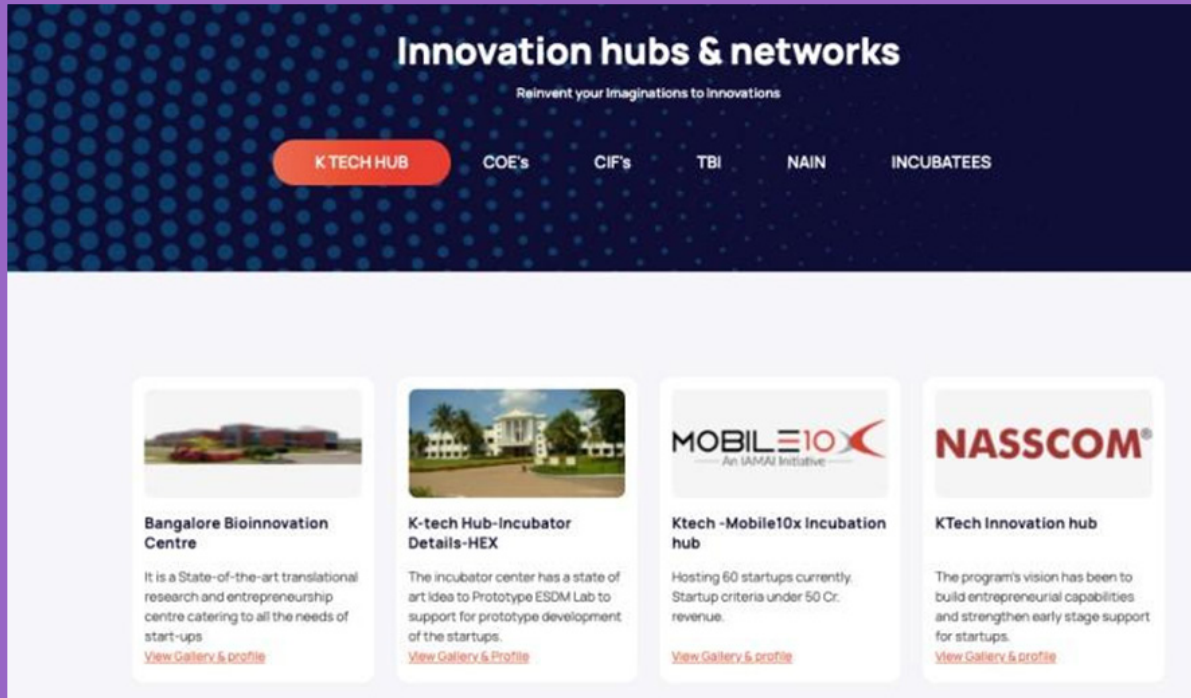 Innovation hubs & networks
Reinvent your Imaginations to Innovations
K TECH HUB
COE's
CIF's
TBI
NAIN
INCUBATEES
Bangalore Bioinnovation
Centre
It is a State-of-the-art translational
research and entrepreneurship
centre catering to all the needs of
start-ups
View Gallery & profile
K-tech Hub-Incubator
Details-HEX
The incubator center has a state of
art Idea to Prototype ESDM Lab to
support for prototype development
of the startups.
View Gallery & Profile
MOBILE10X
An IAMAI Initiative
Ktech -Mobile10x Incubation
hub
Hosting 60 startups currently.
Startup criteria under 50 Cr.
revenue.
View Gallery & profile
NASSCOM®
KTech Innovation hub
The program's vision has been to
build entrepreneurial capabilities
and strengthen early stage support
for startups.
View Gallery & profile